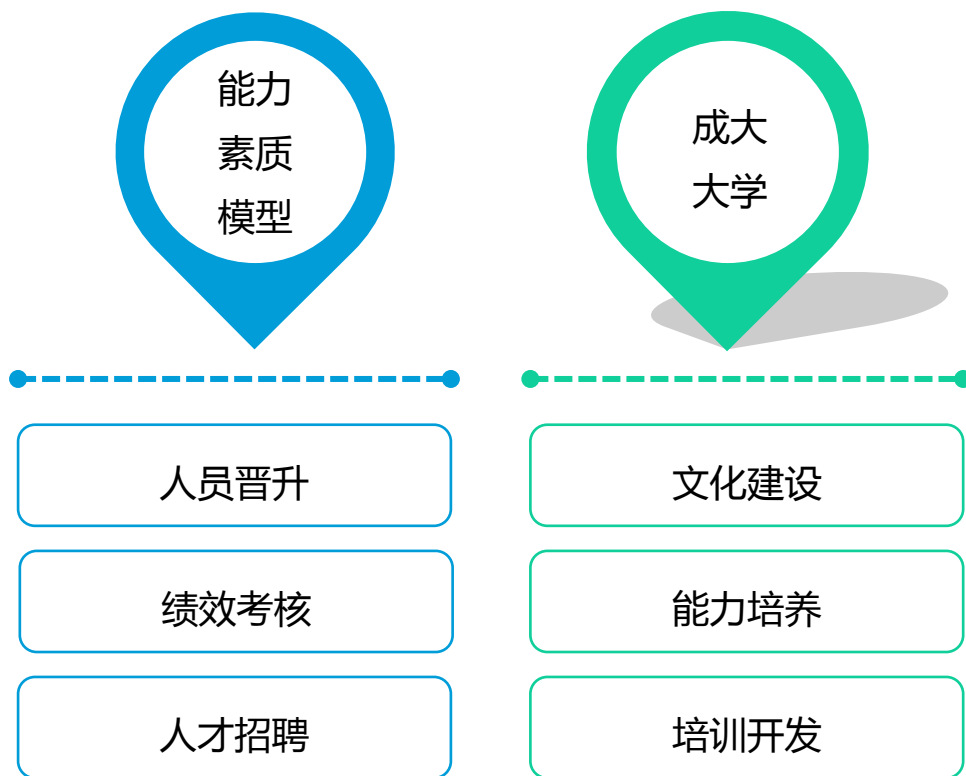 能力
素质
模型
成大
大学
人员晋升
绩效考核
人才招聘
文化建设
能力培养
培训开发